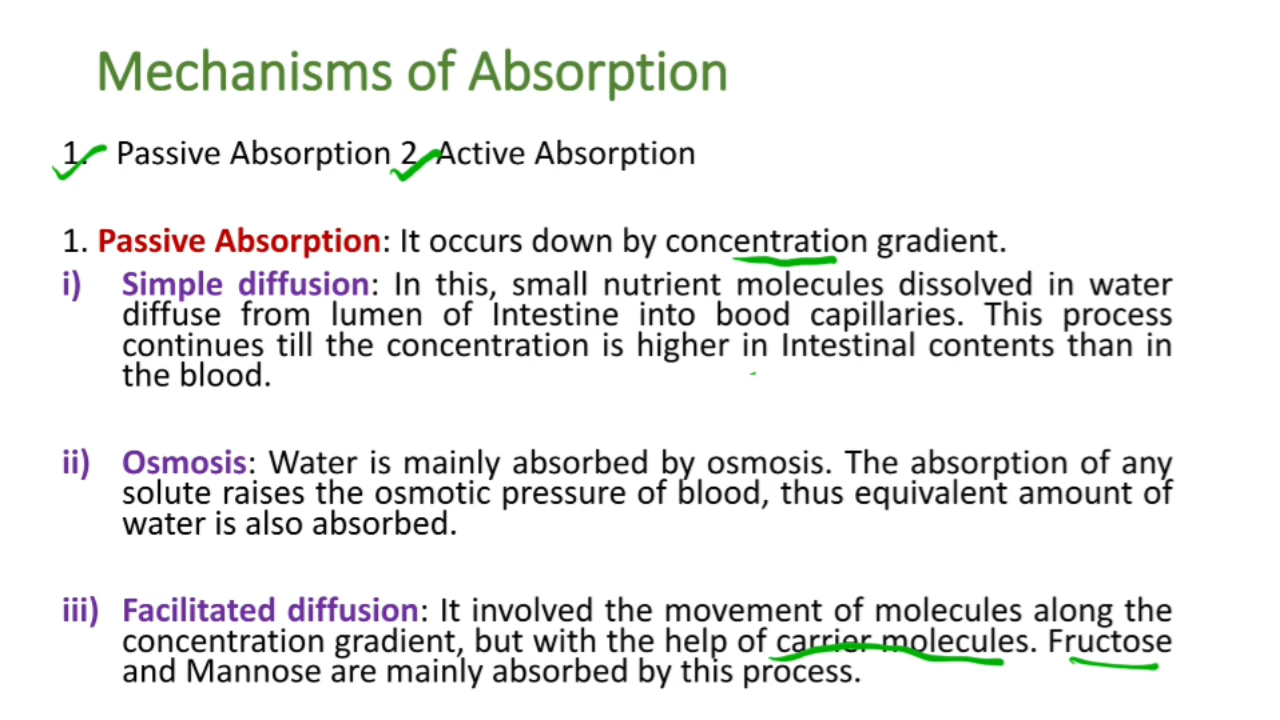 Mechanisms of Absorption
1. Passive Absorption 2. Active Absorption
1. Passive Absorption: It occurs down by concentration gradient.
i) Simple diffusion: In this, small nutrient molecules dissolved in water
diffuse from lumen of Intestine into bood capillaries. This process
continues till the concentration is higher in Intestinal contents than in
the blood.
ii) Osmosis: Water is mainly absorbed by osmosis. The absorption of any
solute raises the osmotic pressure of blood, thus equivalent amount of
water is also absorbed.
iii) Facilitated diffusion: It involved the movement of molecules along the
concentration gradient, but with the help of carrier molecules. Fructose
and Mannose are mainly absorbed by this process.